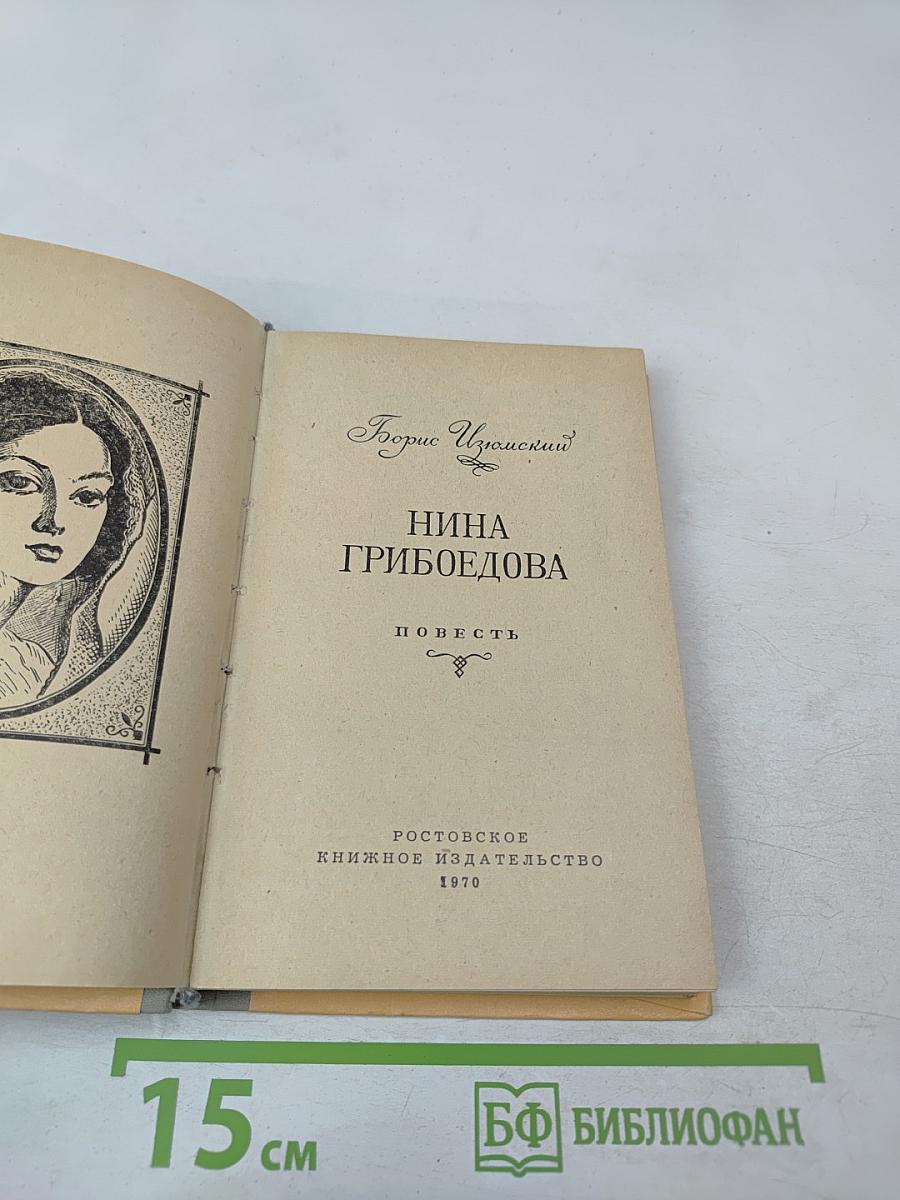 Борис Изюмский
НИНА
ГРИБОЕДОВА
ПОВЕСТЬ
РОСТОВСКОЕ
КНИЖНОЕ ИЗДАТЕЛЬСТВО
1970
15 см
БФ БИБЛИОФАН